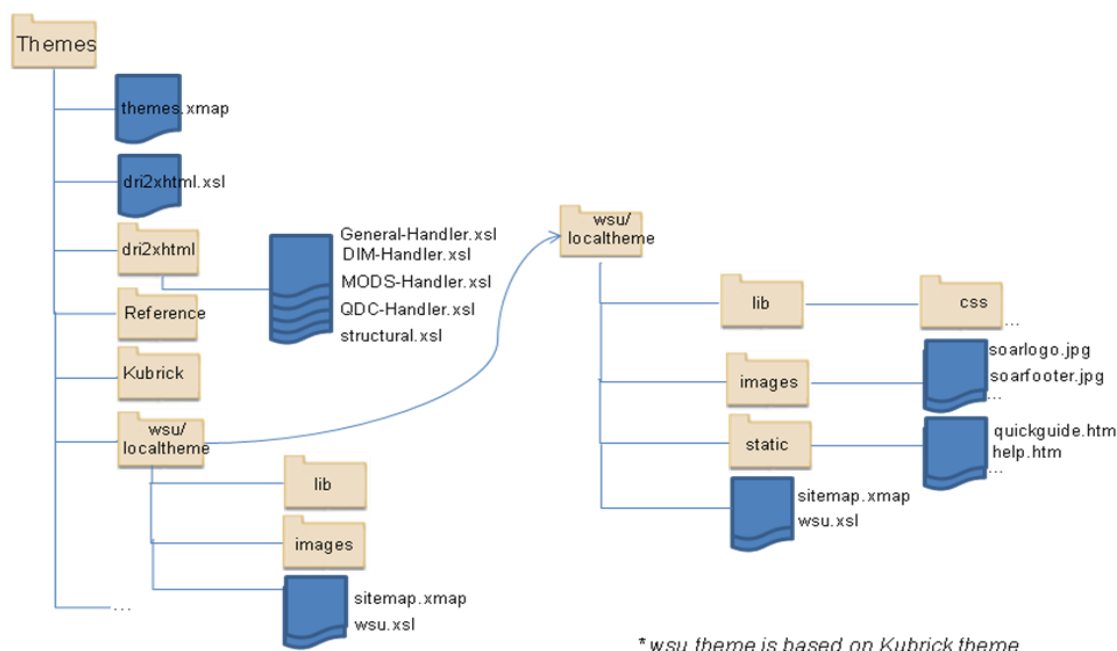 Themes
themes.xmap
dri2xhtml.xsl
dri2xhtml
General-Handler.xsl
DIM-Handler.xsl
MODS-Handler.xsl
QDC-Handler.xsl
structural.xsl
Reference
Kubrick
wsu/
localtheme
lib
images
sitemap.xmap
wsu.xsl
...
wsu/
localtheme
lib
css
...
images
soarlogo.jpg
soarfooter.jpg
...
static
quickguide.htm
help.htm
...
sitemap.xmap
wsu.xsl
* wsu theme is based on Kubrick theme